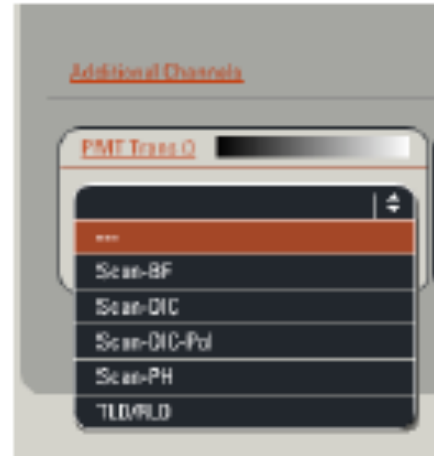 Additional Channels
PMT Trans 0
---
Scan-BF
Scan-DIC
Scan-DIC-Pol
Scan-PH
TLD/RLD